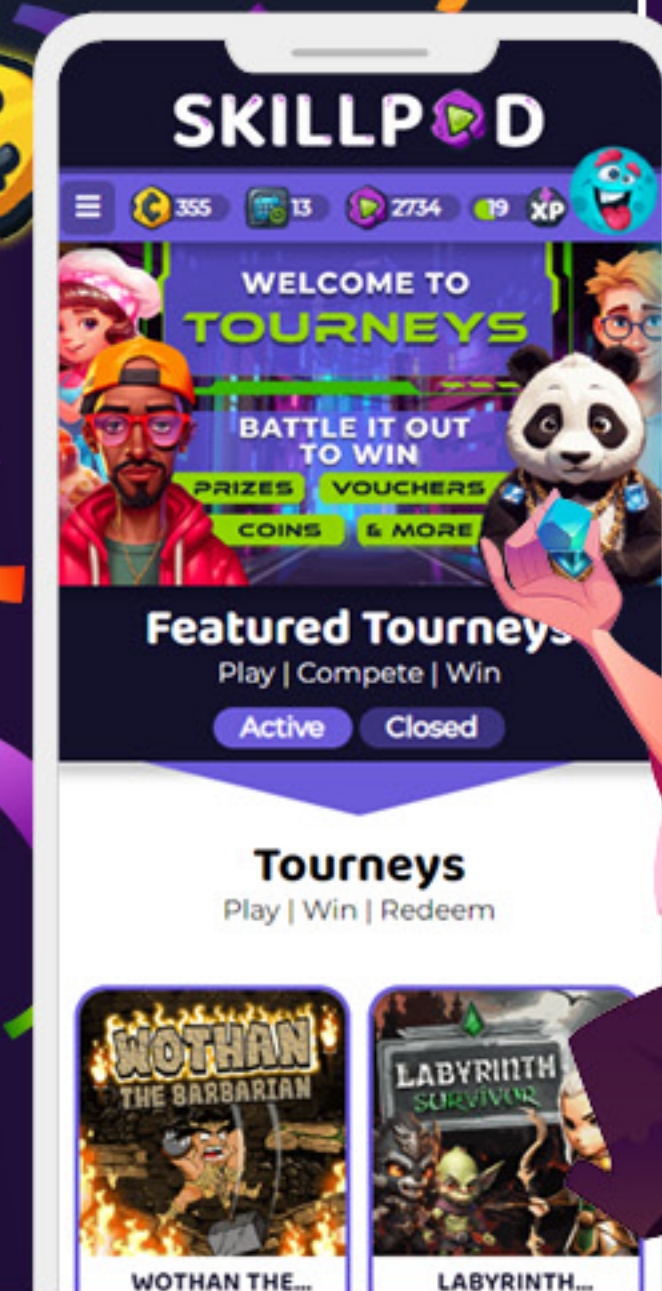 SKILLPOD
355 13 2734 19 XP
WELCOME TO
TOURNEYS
BATTLE IT OUT
TO WIN
PRIZES VOUCHERS
COINS & MORE
Featured Tourneys
Play | Compete | Win
Active Closed
Tourneys
Play | Win | Redeem
WOTHAN
THE BARBARIAN
LABYRINTH
SURVIVOR
WOTHAN THE...
LABYRINTH...